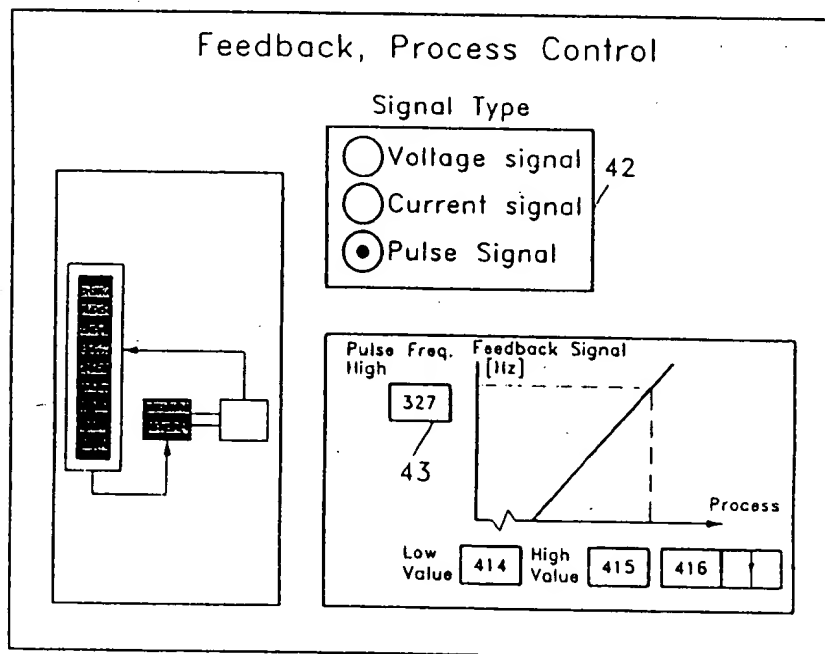 Feedback, Process Control
Signal Type
Voltage signal
Current signal
Pulse Signal
42
Pulse Freq. High
Feedback Signal
[Hz]
327
43
Process
Low Value
414
High Value
415
416